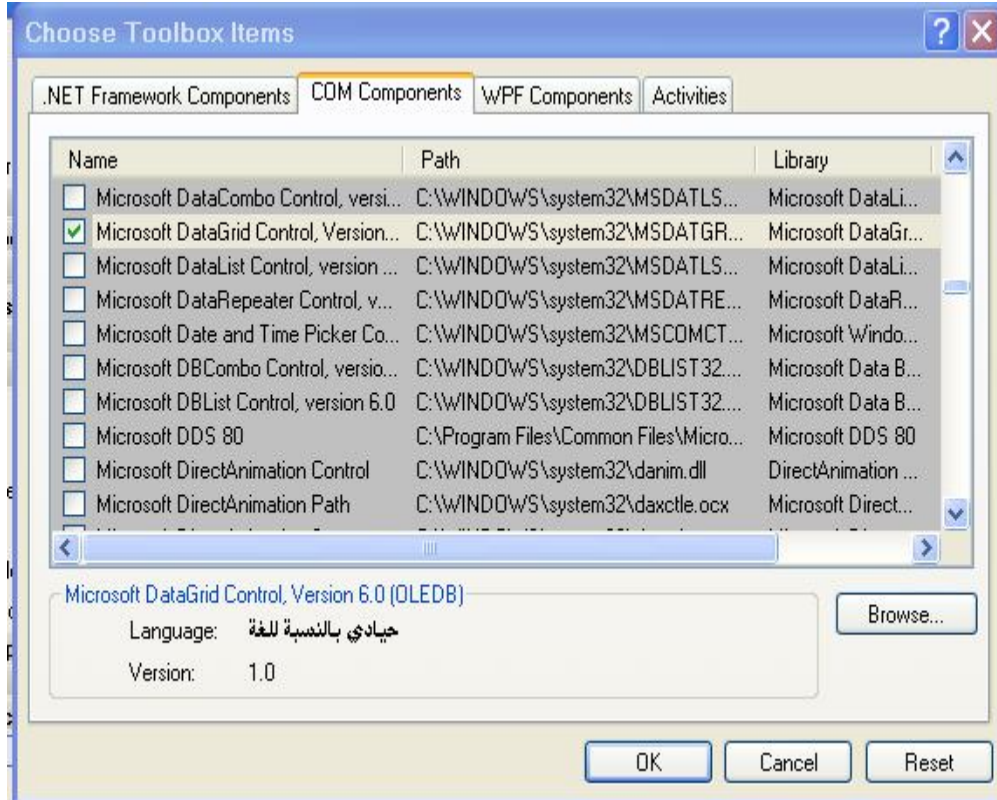 Choose Toolbox Items
.NET Framework Components COM Components WPF Components Activities
Name Path Library
Microsoft DataCombo Control, versi... C:\WINDOWS\system32\MSDATLS... Microsoft DataLi...
Microsoft DataGrid Control, Version... C:\WINDOWS\system32\MSDATGR... Microsoft DataGr...
Microsoft DataList Control, version ... C:\WINDOWS\system32\MSDATLS... Microsoft DataLi...
Microsoft DataRepeater Control, v... C:\WINDOWS\system32\MSDATRE... Microsoft DataR...
Microsoft Date and Time Picker Co... C:\WINDOWS\system32\MSCOMCT... Microsoft Windo...
Microsoft DBCombo Control, versio... C:\WINDOWS\system32\DBLIST32.... Microsoft Data B...
Microsoft DBList Control, version 6.0 C:\WINDOWS\system32\DBLIST32.... Microsoft Data B...
Microsoft DDS 80 C:\Program Files\Common Files\Micro... Microsoft DDS 80
Microsoft DirectAnimation Control C:\WINDOWS\system32\danim.dll DirectAnimation ...
Microsoft DirectAnimation Path C:\WINDOWS\system32\daxctle.ocx Microsoft Direct...
Microsoft DataGrid Control, Version 6.0 (OLEDB)
Browse...
Language: حيادي بالنسبة للغة
Version: 1.0
OK Cancel Reset